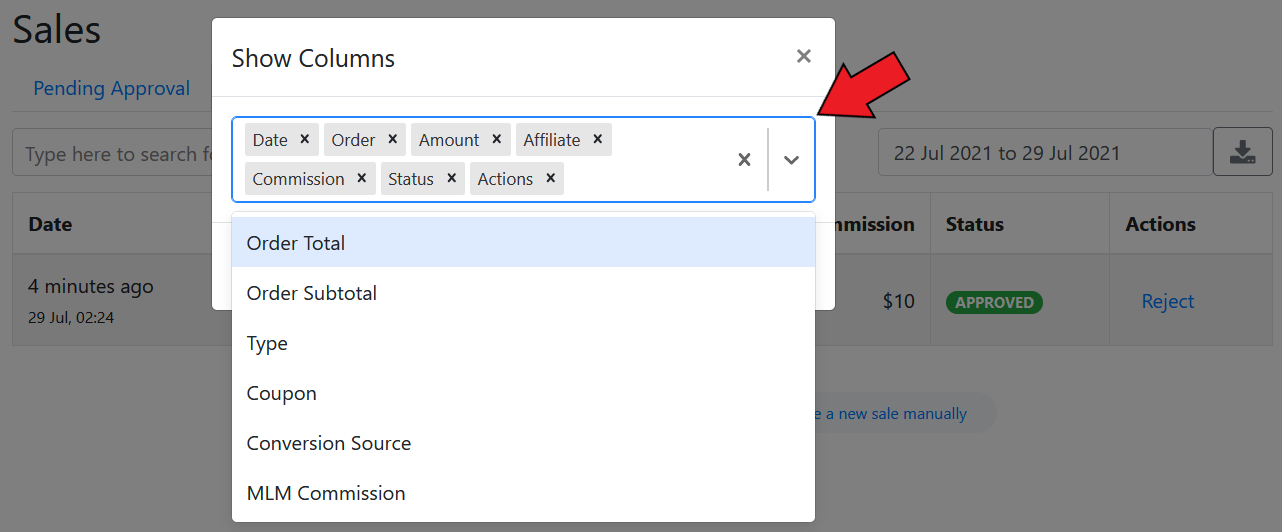 Sales
Show Columns
Pending Approval
Date Order Amount Affiliate
Commission Status Actions
Type here to search
22 Jul 2021 to 29 Jul 2021
Date
Status
Actions
Order Total
Order Subtotal
Type
Coupon
Conversion Source
MLM Commission
4 minutes ago
29 Jul, 02:24
$10
APPROVED
Reject
a new sale manually